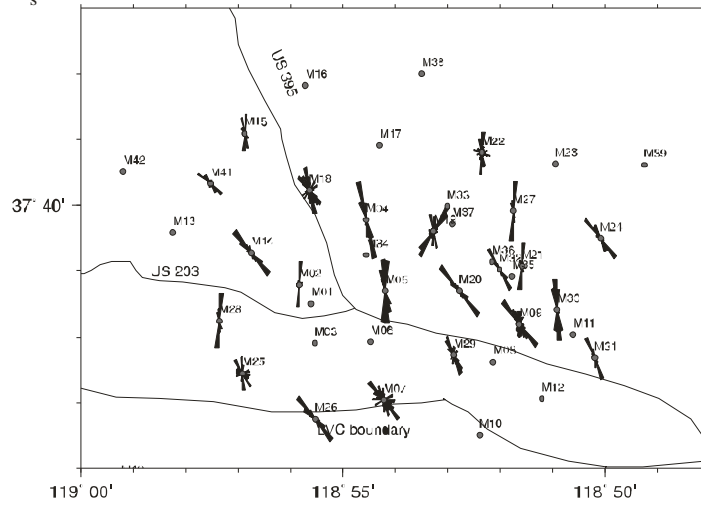 s
M38
US 395
M16
M15
M22
M17
M23
M59
M42
M41
M18
37° 40'
M33
M27
M04
M37
M13
M21
M14
M34
M36
M35
US 203
M02
M05
M20
M01
M30
M28
M09
M11
M03
M06
M29
M31
M08
M25
M12
M07
M26
LVC boundary
M10
119° 00'
118° 55'
118° 50'